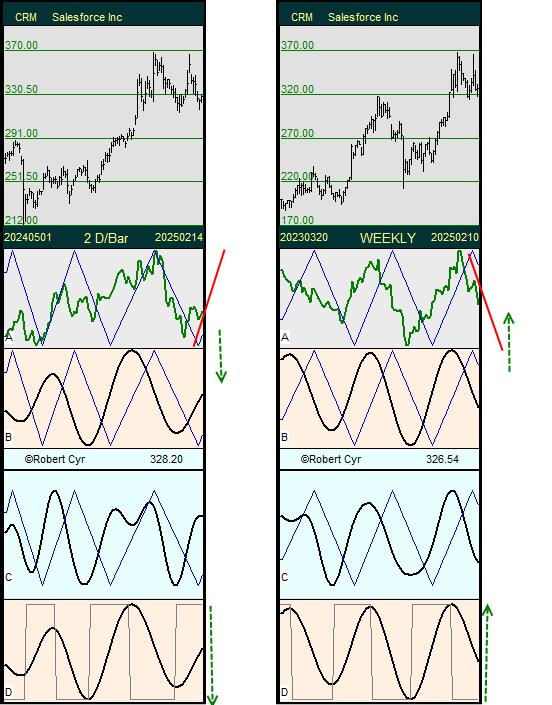 CRM Salesforce Inc
370.00
330.50
291.00
251.50
212.00
20240501 2 D/Bar 20250214
A
B
©Robert Cyr 328.20
C
D
CRM Salesforce Inc
370.00
320.00
270.00
220.00
170.00
20230320 WEEKLY 20250210
A
B
©Robert Cyr 326.54
C
D